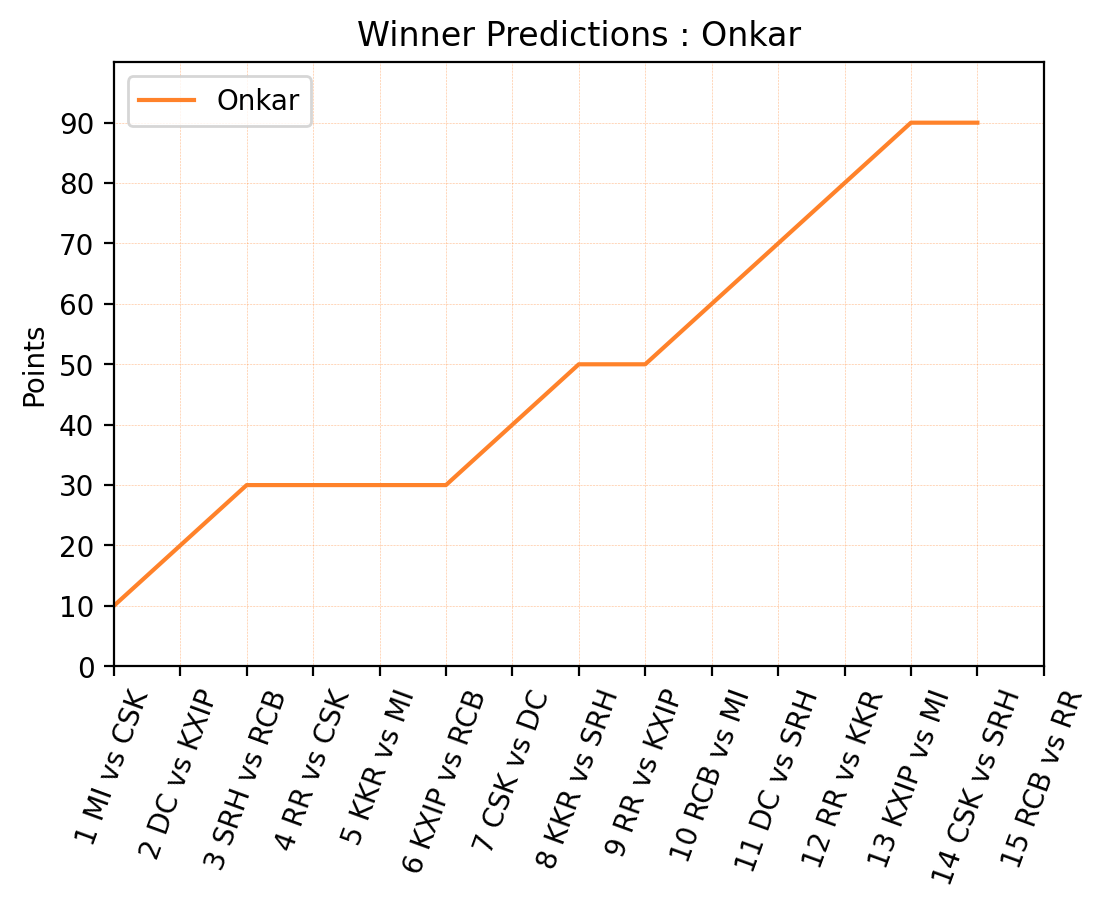 Winner Predictions : Onkar
Onkar
Points
90
80
70
60
50
40
30
20
10
0
1 MI vs CSK
2 DC vs KXIP
3 SRH vs RCB
4 RR vs CSK
5 KKR vs MI
6 KXIP vs RCB
7 CSK vs DC
8 KKR vs SRH
9 RR vs KXIP
10 RCB vs MI
11 DC vs SRH
12 RR vs KKR
13 KXIP vs MI
14 CSK vs SRH
15 RCB vs RR